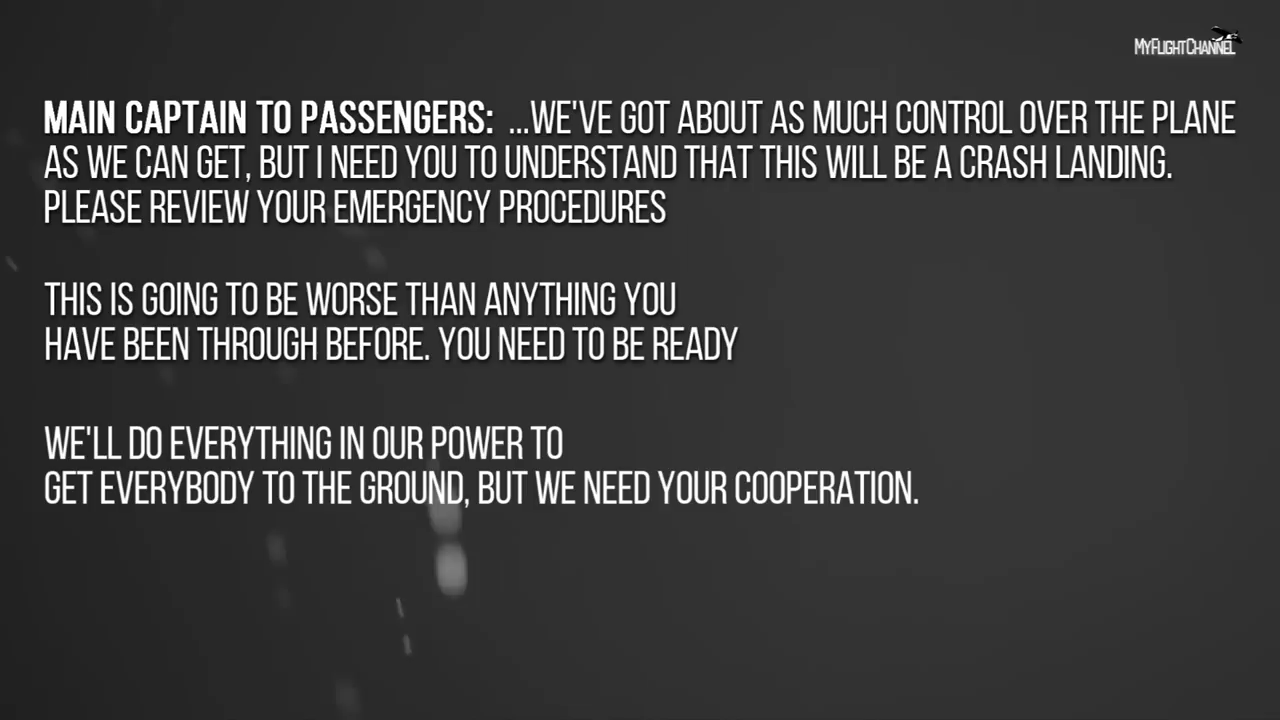 MYFLIGHTCHANNEL
MAIN CAPTAIN TO PASSENGERS: ...WE'VE GOT ABOUT AS MUCH CONTROL OVER THE PLANE
AS WE CAN GET, BUT I NEED YOU TO UNDERSTAND THAT THIS WILL BE A CRASH LANDING.
PLEASE REVIEW YOUR EMERGENCY PROCEDURES
THIS IS GOING TO BE WORSE THAN ANYTHING YOU
HAVE BEEN THROUGH BEFORE. YOU NEED TO BE READY
WE'LL DO EVERYTHING IN OUR POWER TO
GET EVERYBODY TO THE GROUND, BUT WE NEED YOUR COOPERATION.